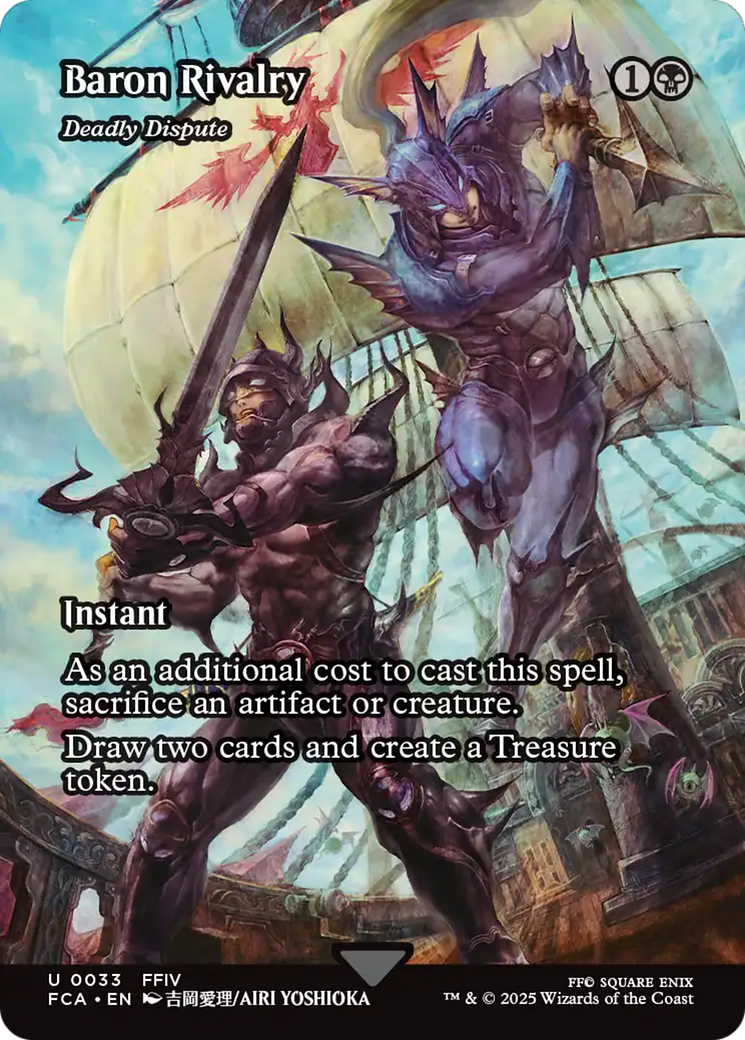 Baron Rivalry
1
Deadly Dispute
Instant
As an additional cost to cast this spell,
sacrifice an artifact or creature.
Draw two cards and create a Treasure
token.
U 0033 FFIV
FCA • EN 吉岡愛理/AIRI YOSHIOKA
FF© SQUARE ENIX
™ & © 2025 Wizards of the Coast